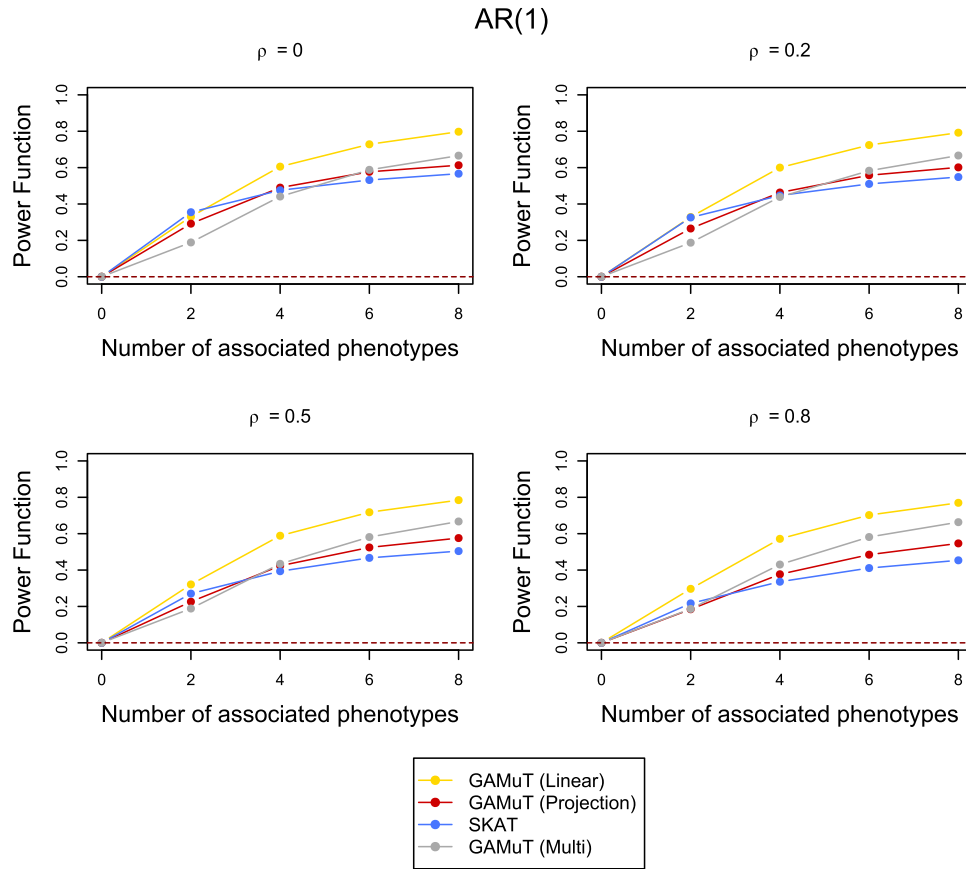 AR(1)
ρ = 0
Power Function
0.0 0.2 0.4 0.6 0.8 1.0
0 2 4 6 8
Number of associated phenotypes
ρ = 0.2
Power Function
0.0 0.2 0.4 0.6 0.8 1.0
0 2 4 6 8
Number of associated phenotypes
ρ = 0.5
Power Function
0.0 0.2 0.4 0.6 0.8 1.0
0 2 4 6 8
Number of associated phenotypes
ρ = 0.8
Power Function
0.0 0.2 0.4 0.6 0.8 1.0
0 2 4 6 8
Number of associated phenotypes
GAMuT (Linear)
GAMuT (Projection)
SKAT
GAMuT (Multi)